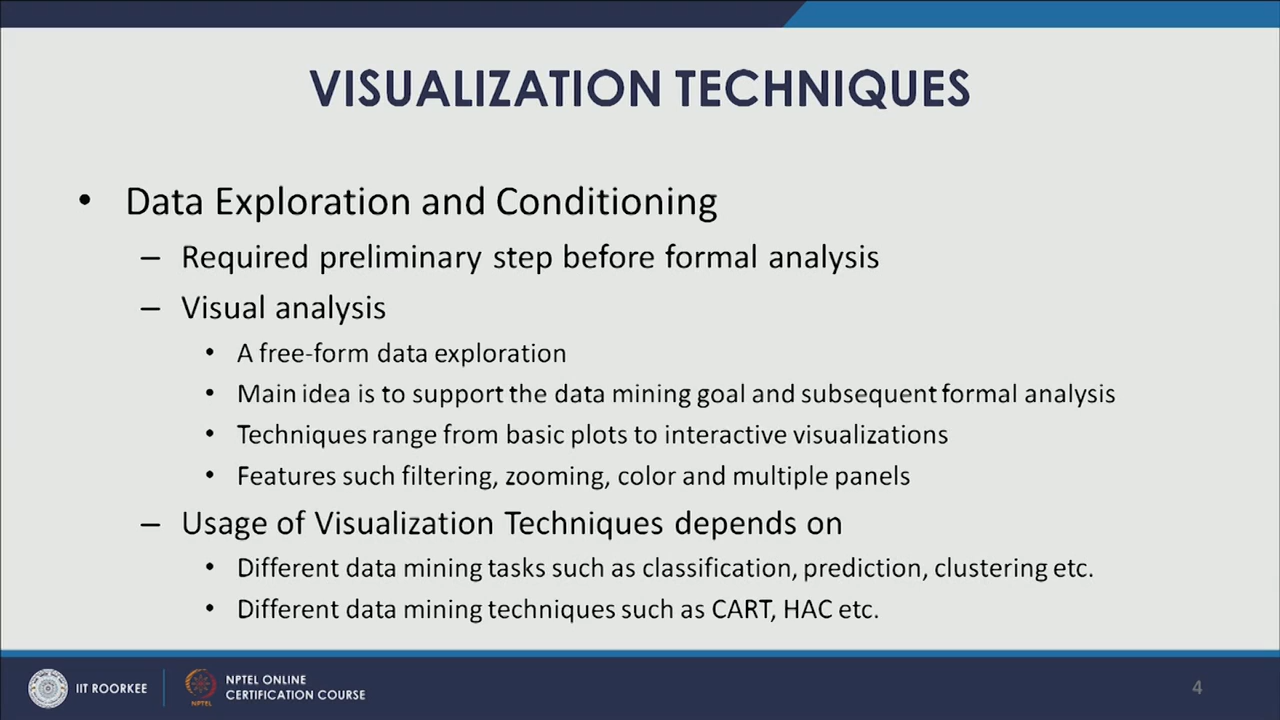 VISUALIZATION TECHNIQUES
• Data Exploration and Conditioning
– Required preliminary step before formal analysis
– Visual analysis
• A free-form data exploration
• Main idea is to support the data mining goal and subsequent formal analysis
• Techniques range from basic plots to interactive visualizations
• Features such filtering, zooming, color and multiple panels
– Usage of Visualization Techniques depends on
• Different data mining tasks such as classification, prediction, clustering etc.
• Different data mining techniques such as CART, HAC etc.
IIT ROORKEE
NPTEL
NPTEL ONLINE
CERTIFICATION COURSE
4